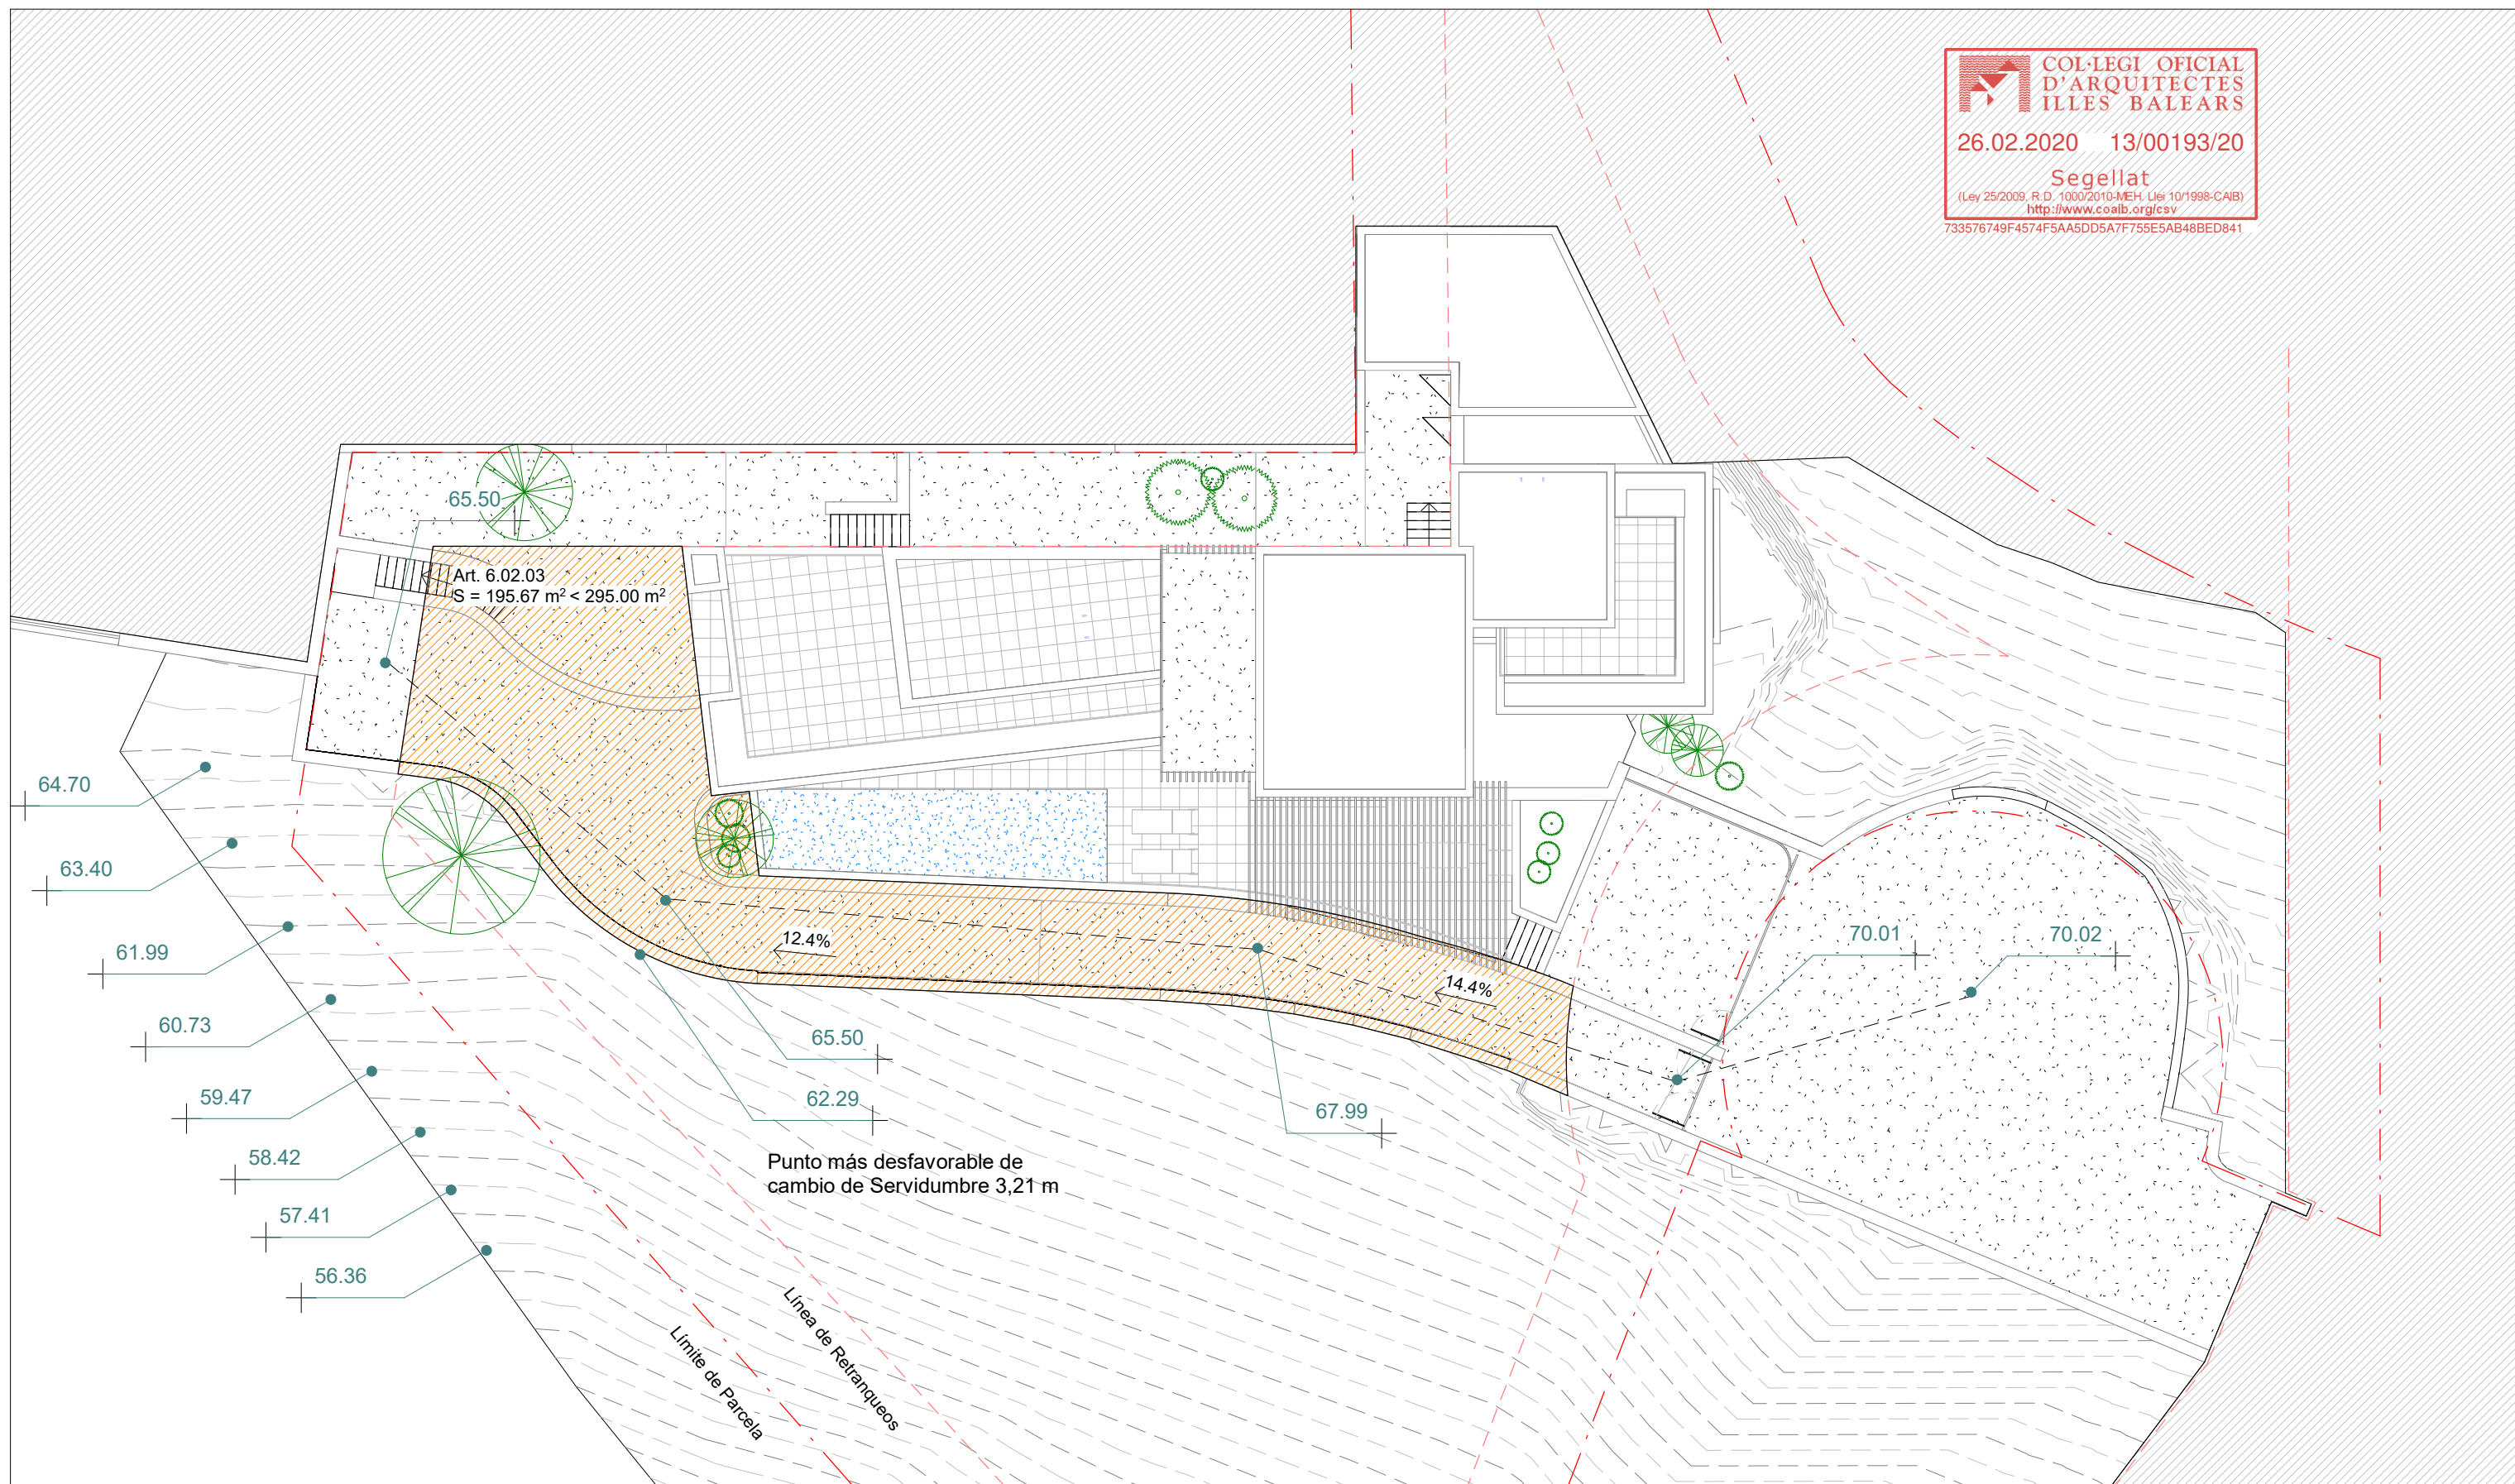 COL·LEGI OFICIAL
D'ARQUITECTES
ILLES BALEARS
26.02.2020 13/00193/20
Segellat
(Ley 25/2009, R.D. 1000/2010-MEH, Llei 10/1998-CAIB)
http://www.coaib.org/csv
733576749F4574F5AA5DD5A7F755E5AB48BED841
65.50
Art. 6.02.03
S = 195.67 m² < 295.00 m²
64.70
63.40
61.99
60.73
59.47
58.42
57.41
56.36
12.4%
14.4%
70.01
70.02
65.50
62.29
67.99
Punto más desfavorable de
cambio de Servidumbre 3,21 m
Línea de Retranqueos
Límite de Parcela